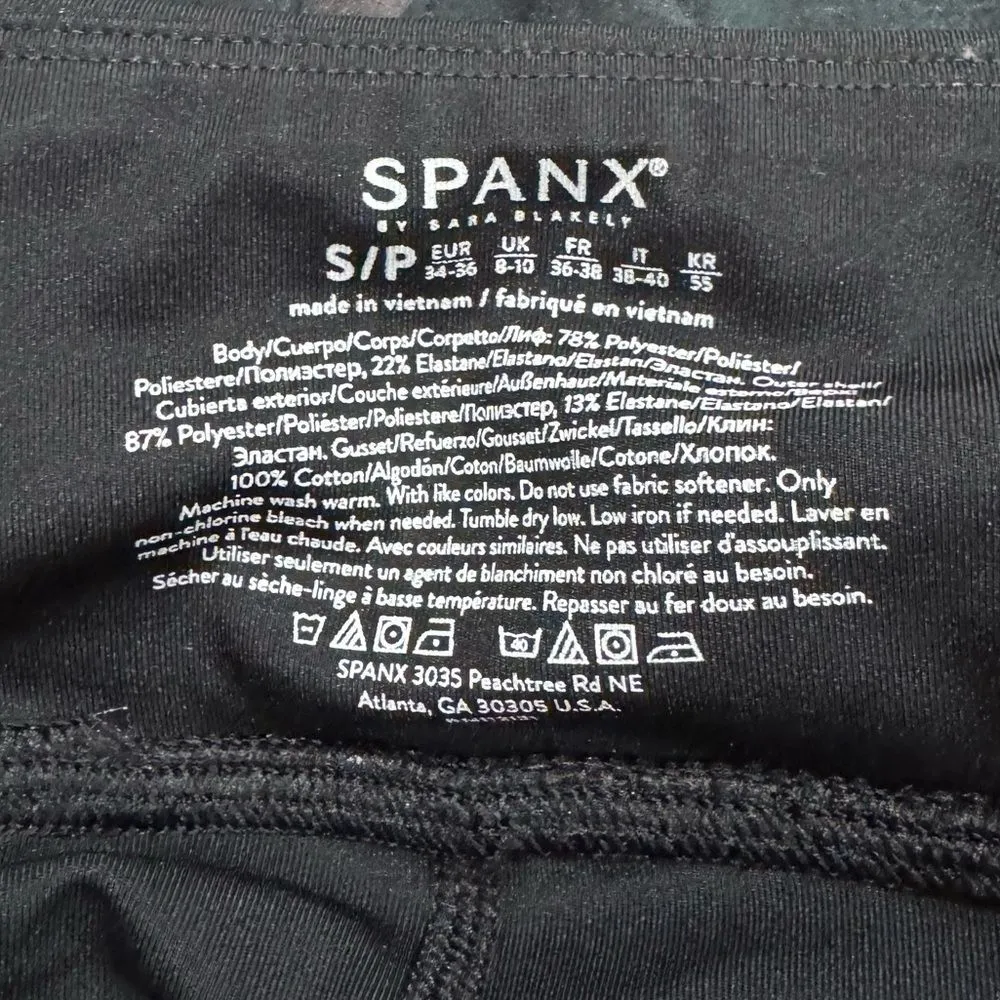 SPANX®
BY SARA BLAKELY
S/P EUR 34-36 UK 8-10 FR 36-38 IT 38-40 KR 55
made in vietnam / fabriqué en vietnam
Body/Cuerpo/Corps/Corpetto/Лиф: 78% Polyester/Poliéster/
Poliestere/Полиэстер, 22% Elastane/Elastano/Elastan/Эластан. Outer shell/
Cubierta exterior/Couche extérieure/Außenhaut/Materiale esterno/
87% Polyester/Poliéster/Poliestere/Полиэстер, 13% Elastane/Elastano/Elastan/
Эластан. Gusset/Refuerzo/Gousset/Zwickel/Tassello/Клин:
100% Cotton/Algodón/Coton/Baumwolle/Cotone/Хлопок.
Machine wash warm. With like colors. Do not use fabric softener. Only
non-chlorine bleach when needed. Tumble dry low. Low iron if needed. Laver en
machine à l'eau chaude. Avec couleurs similaires. Ne pas utiliser d'assouplissant.
Utiliser seulement un agent de blanchiment non chloré au besoin.
Sécher au sèche-linge à basse température. Repasser au fer doux au besoin.
40
SPANX 3035 Peachtree Rd NE
Atlanta, GA 30305 U.S.A.